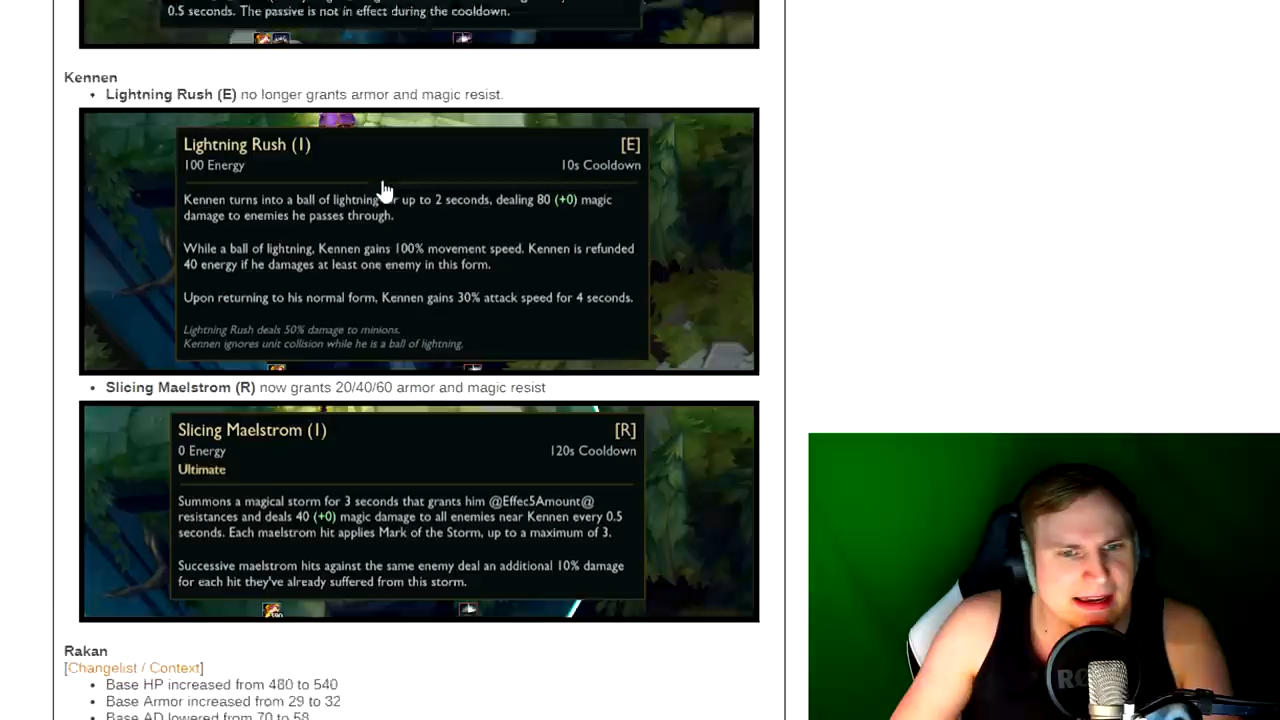 0.5 seconds. The passive is not in effect during the cooldown.
Kennen
• Lightning Rush (E) no longer grants armor and magic resist.
Lightning Rush (1) [E]
100 Energy 10s Cooldown
Kennen turns into a ball of lightning up to 2 seconds, dealing 80 (+0) magic
damage to enemies he passes through.
While a ball of lightning, Kennen gains 100% movement speed. Kennen is refunded
40 energy if he damages at least one enemy in this form.
Upon returning to his normal form, Kennen gains 30% attack speed for 4 seconds.
Lightning Rush deals 50% damage to minions.
Kennen ignores unit collision while he is a ball of lightning.
• Slicing Maelstrom (R) now grants 20/40/60 armor and magic resist
Slicing Maelstrom (1) [R]
0 Energy 120s Cooldown
Ultimate
Summons a magical storm for 3 seconds that grants him @Effec5Amount@
resistances and deals 40 (+0) magic damage to all enemies near Kennen every 0.5
seconds. Each maelstrom hit applies Mark of the Storm, up to a maximum of 3.
Successive maelstrom hits against the same enemy deal an additional 10% damage
for each hit they've already suffered from this storm.
Rakan
[Changelist / Context]
• Base HP increased from 480 to 540
• Base Armor increased from 29 to 32
• Base AD lowered from 70 to 58